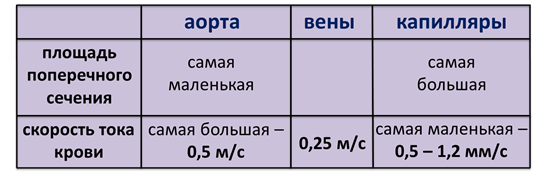 аорта вены капилляры
площадь поперечного сечения самая маленькая самая большая
скорость тока крови самая большая – 0,5 м/с 0,25 м/с самая маленькая – 0,5 – 1,2 мм/с